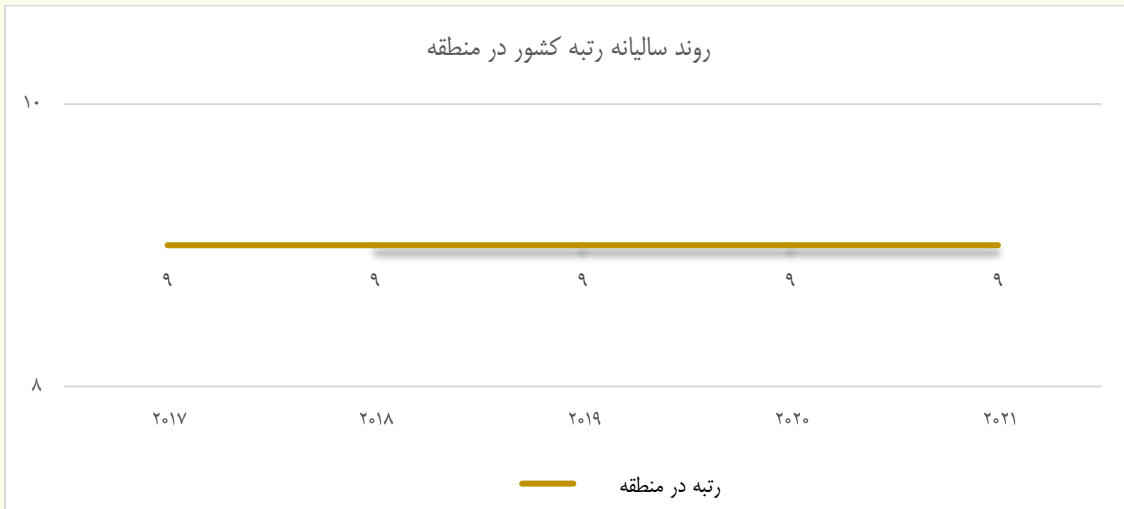 روند سالیانه رتبه کشور در منطقه
۱۰
۹ ۹ ۹ ۹ ۹
۸
۲۰۱۷ ۲۰۱۸ ۲۰۱۹ ۲۰۲۰ ۲۰۲۱
رتبه در منطقه